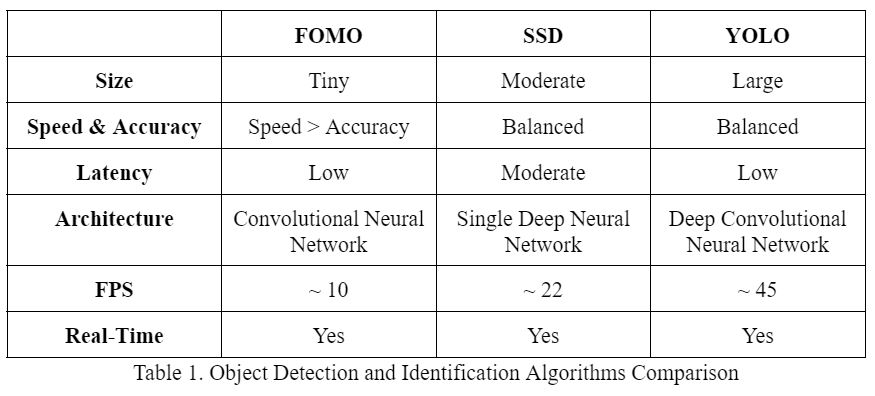 FOMO SSD YOLO
Size Tiny Moderate Large
Speed & Accuracy Speed > Accuracy Balanced Balanced
Latency Low Moderate Low
Architecture Convolutional Neural Network Single Deep Neural Network Deep Convolutional Neural Network
FPS ~ 10 ~ 22 ~ 45
Real-Time Yes Yes Yes
Table 1. Object Detection and Identification Algorithms Comparison